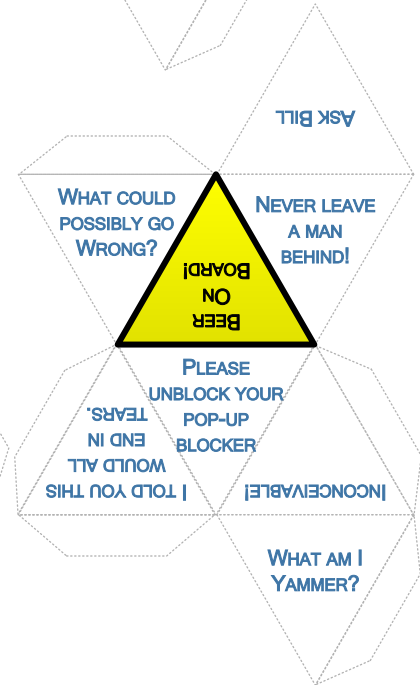 ASK BILL
WHAT COULD
POSSIBLY GO
WRONG?
NEVER LEAVE
A MAN
BEHIND!
BEER
ON
BOARD!
PLEASE
UNBLOCK YOUR
POP-UP
BLOCKER
I TOLD YOU THIS
WOULD ALL
END IN
TEARS.
INCONCEIVABLE!
WHAT AM I
YAMMER?